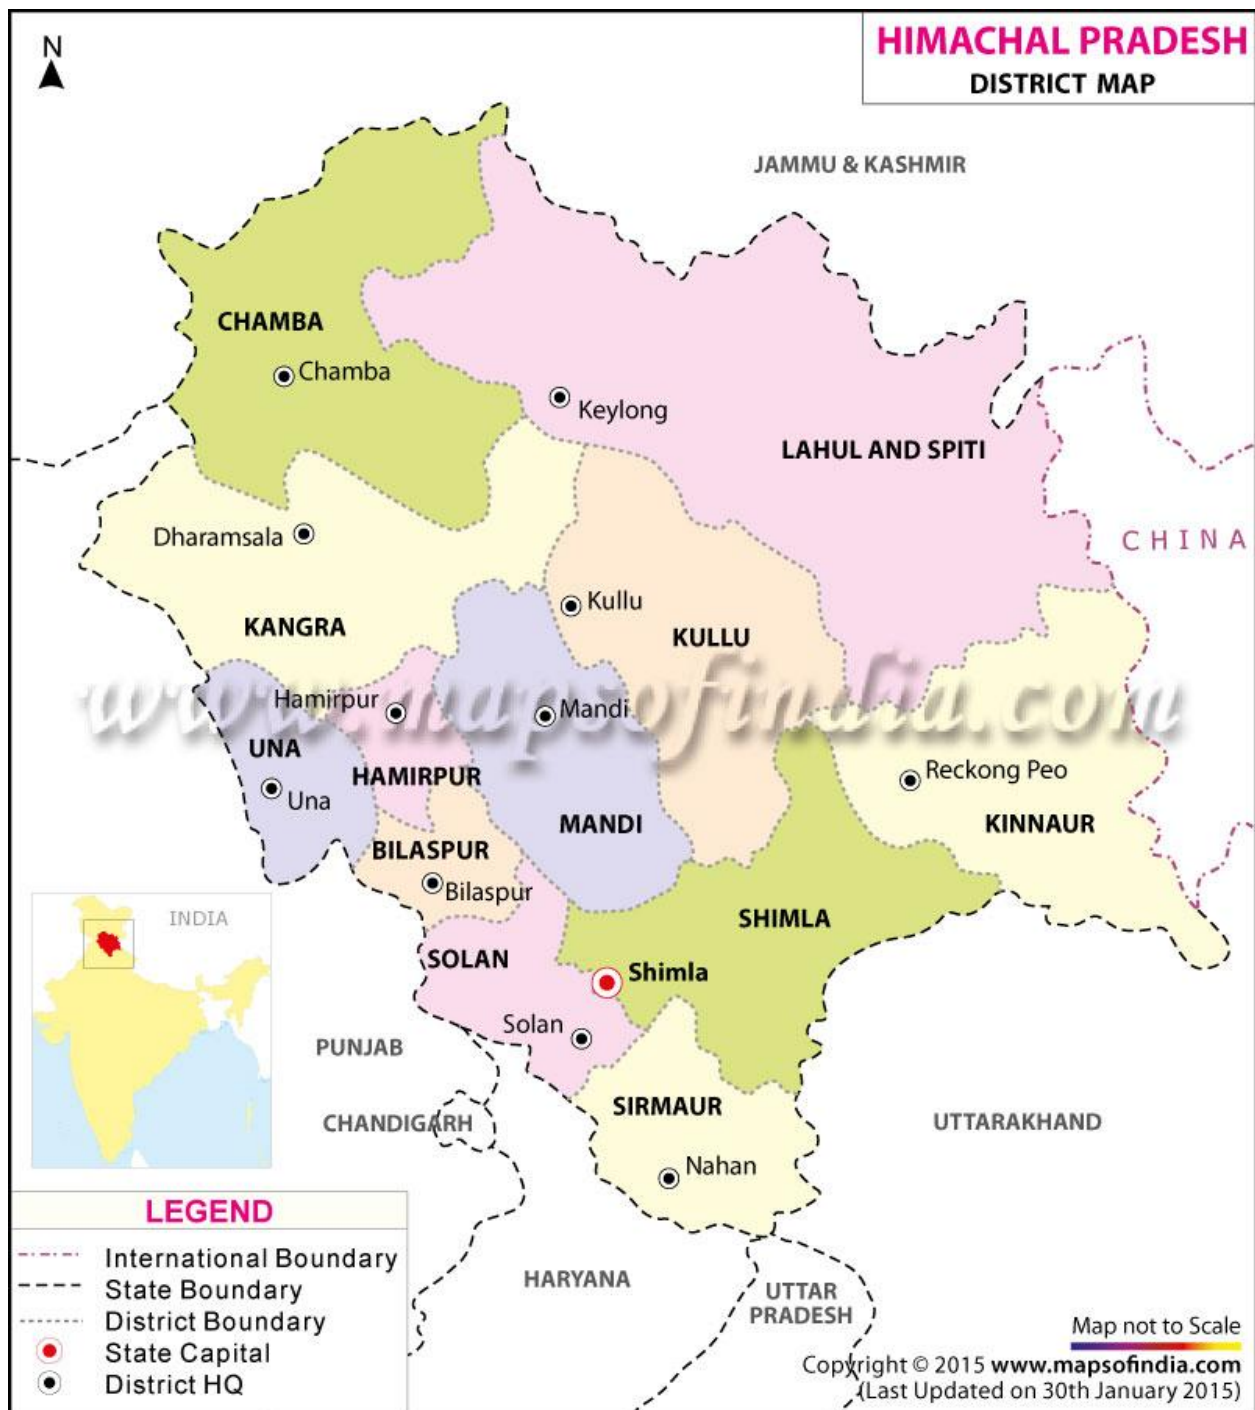 N
HIMACHAL PRADESH
DISTRICT MAP
JAMMU & KASHMIR
CHAMBA
Chamba
Keylong
LAHUL AND SPITI
Dharamsala
CHINA
Kullu
KANGRA
KULLU
www.mapsofindia.com
Hamirpur
Mandi
UNA
HAMIRPUR
Reckong Peo
Una
MANDI
KINNAUR
BILASPUR
Bilaspur
INDIA
SHIMLA
SOLAN
Shimla
Solan
PUNJAB
SIRMAUR
CHANDIGARH
UTTARAKHAND
Nahan
HARYANA
UTTAR
PRADESH
LEGEND
International Boundary
State Boundary
District Boundary
State Capital
District HQ
Map not to Scale
Copyright © 2015 www.mapsofindia.com
(Last Updated on 30th January 2015)